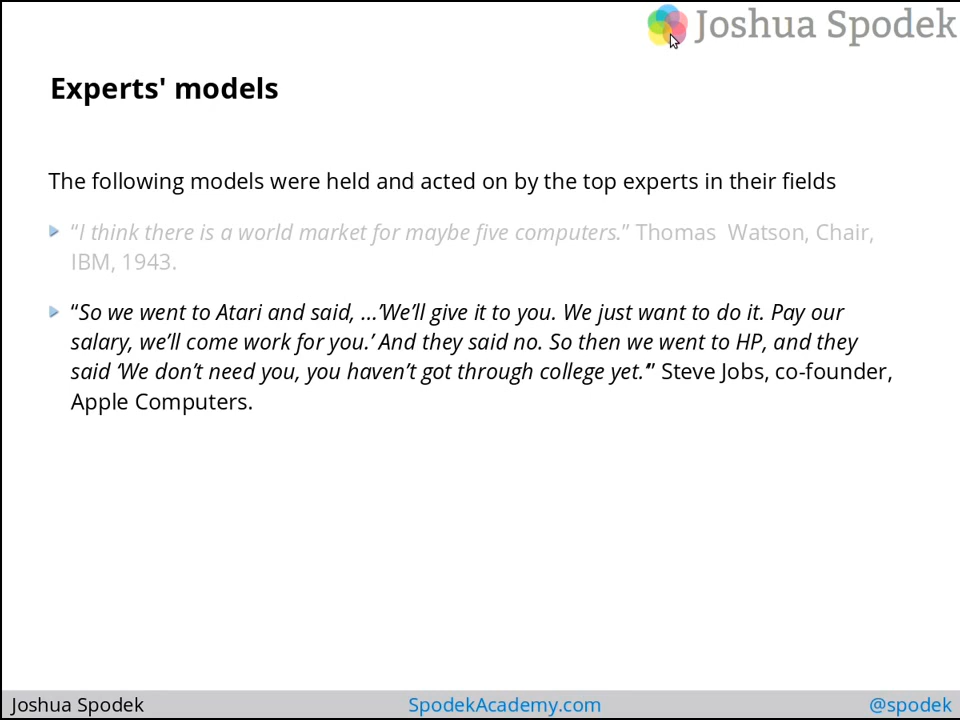 Joshua Spodek
Experts' models
The following models were held and acted on by the top experts in their fields
“I think there is a world market for maybe five computers.” Thomas  Watson, Chair,
IBM, 1943.
“So we went to Atari and said, …‘We’ll give it to you. We just want to do it. Pay our
salary, we’ll come work for you.’ And they said no. So then we went to HP, and they
said ‘We don’t need you, you haven’t got through college yet.’” Steve Jobs, co-founder,
Apple Computers.
Joshua Spodek SpodekAcademy.com @spodek